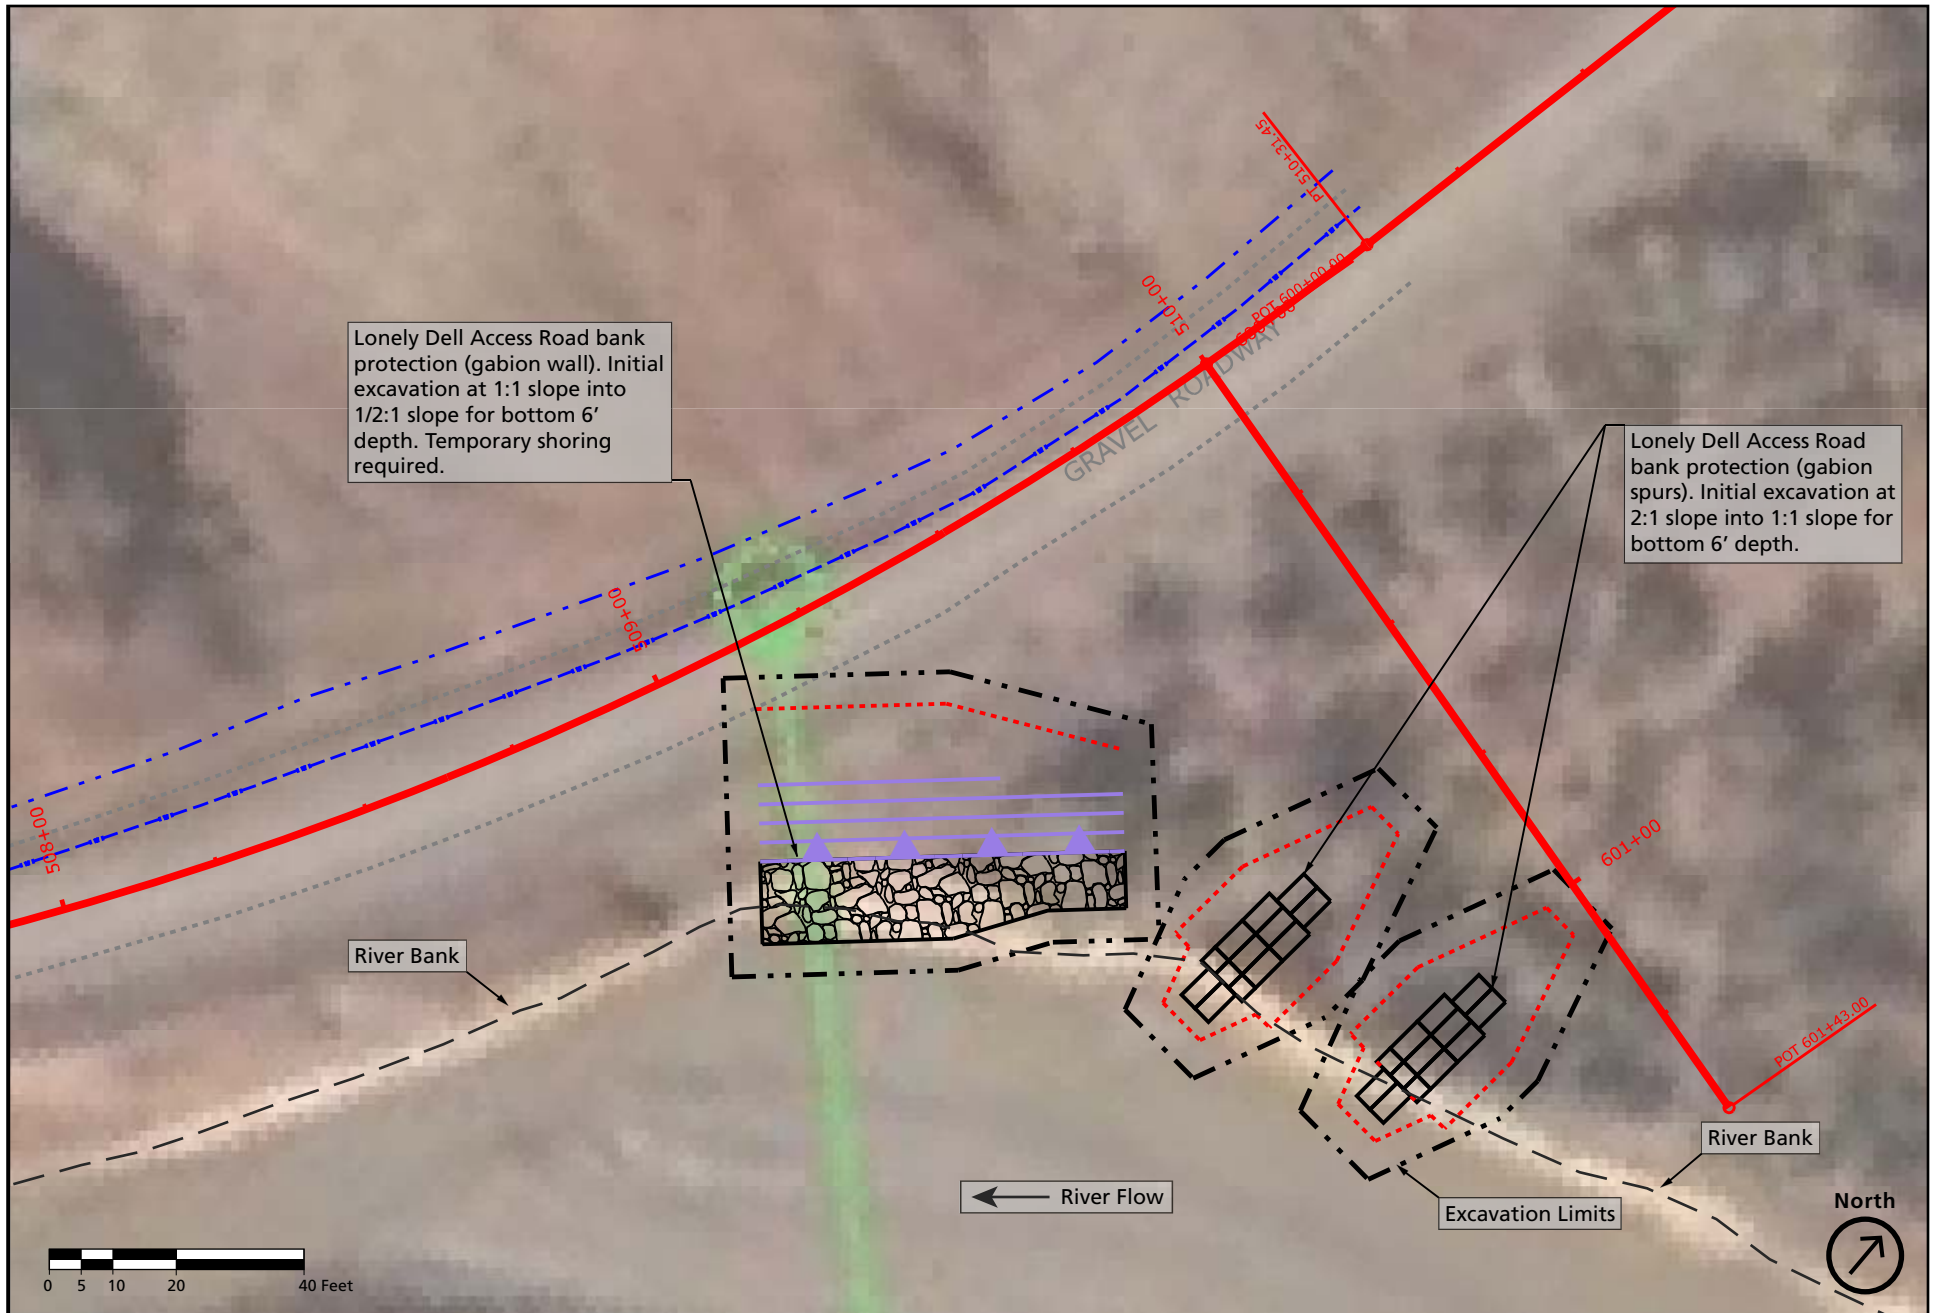 PT 510+31.45
POT 600+00.00
510+00
GRAVEL ROADWAY
Lonely Dell Access Road bank
protection (gabion wall). Initial
excavation at 1:1 slope into
1/2:1 slope for bottom 6’
depth. Temporary shoring
required.
Lonely Dell Access Road
bank protection (gabion
spurs). Initial excavation at
2:1 slope into 1:1 slope for
bottom 6’ depth.
509+00
508+00
601+00
River Bank
POT 601+43.00
River Bank
River Flow
Excavation Limits
North
0 5 10 20 40 Feet